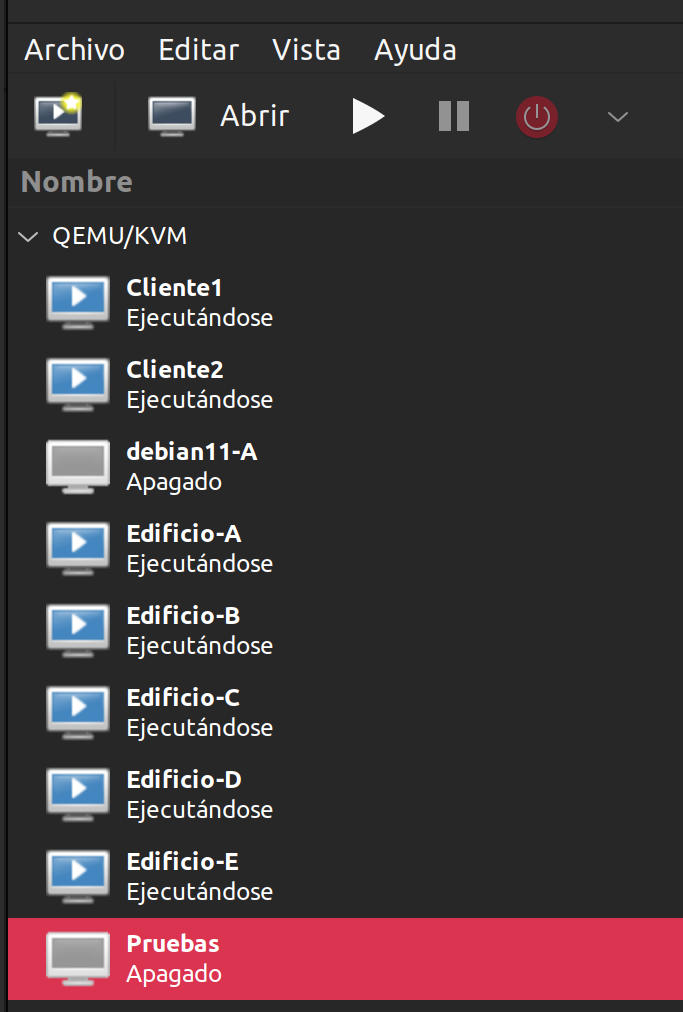 Archivo Editar Vista Ayuda
Abrir
Nombre
QEMU/KVM
Cliente1
Ejecutándose
Cliente2
Ejecutándose
debian11-A
Apagado
Edificio-A
Ejecutándose
Edificio-B
Ejecutándose
Edificio-C
Ejecutándose
Edificio-D
Ejecutándose
Edificio-E
Ejecutándose
Pruebas
Apagado